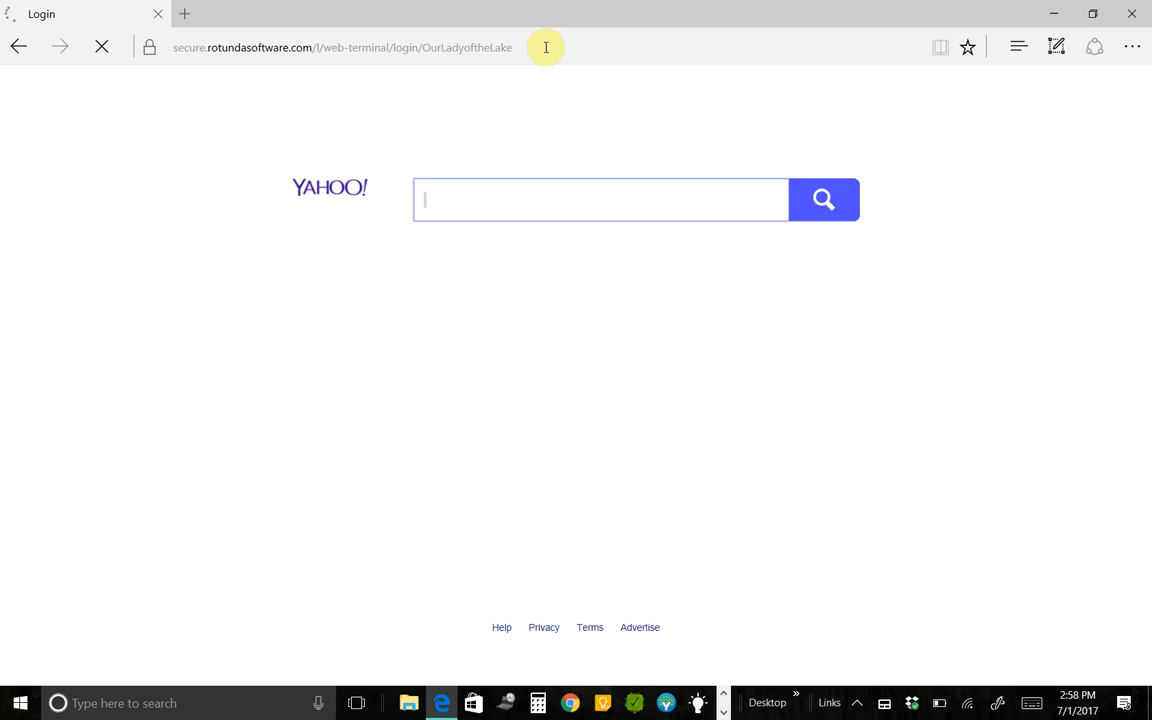 Login
secure.rotundasoftware.com/l/web-terminal/login/OurLadyoftheLake
YAHOO!
Help Privacy Terms Advertise
Type here to search
Desktop
Links
2:58 PM
7/1/2017